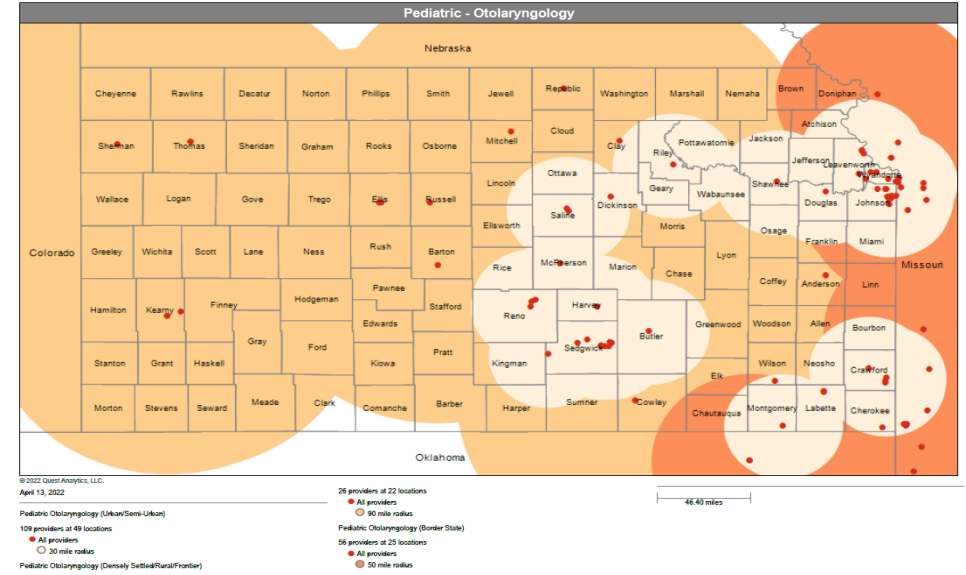 Pediatric - Otolaryngology
Nebraska
Cheyenne Rawlins Decatur Norton Phillips Smith Jewell Republic Washington Marshall Nemaha Brown Doniphan
Atchison
Sherman Thomas Sheridan Graham Rooks Osborne Mitchell Cloud Clay Riley Pottawatomie Jackson
Jefferson Leavenworth
Ottawa Wyandotte
Lincoln Geary Shawnee
Wallace Logan Gove Trego Ellis Russell Dickinson Wabaunsee Douglas Johnson
Saline
Ellsworth Morris Osage
Colorado Greeley Wichita Scott Lane Ness Rush Barton Lyon Franklin Miami
Rice McPherson Marion Missouri
Chase
Pawnee Coffey Anderson Linn
Hamilton Kearny Finney Hodgeman Stafford Reno Harvey
Edwards Greenwood Woodson Allen Bourbon
Gray Ford Butler
Sedgwick
Stanton Grant Haskell Kiowa Pratt Kingman Wilson Neosho Crawford
Elk
Morton Stevens Seward Meade Clark Comanche Barber Harper Sumner Cowley Chautauqua Montgomery Labette Cherokee
Oklahoma
© 2022 Quest Analytics, LLC.
April 13, 2022
Pediatric Otolaryngology (Urban/Semi-Urban)
109 providers at 49 locations
All providers
30 mile radius
Pediatric Otolaryngology (Densely Settled/Rural/Frontier)
26 providers at 22 locations
All providers
90 mile radius
Pediatric Otolaryngology (Border State)
56 providers at 25 locations
All providers
50 mile radius
46.40 miles